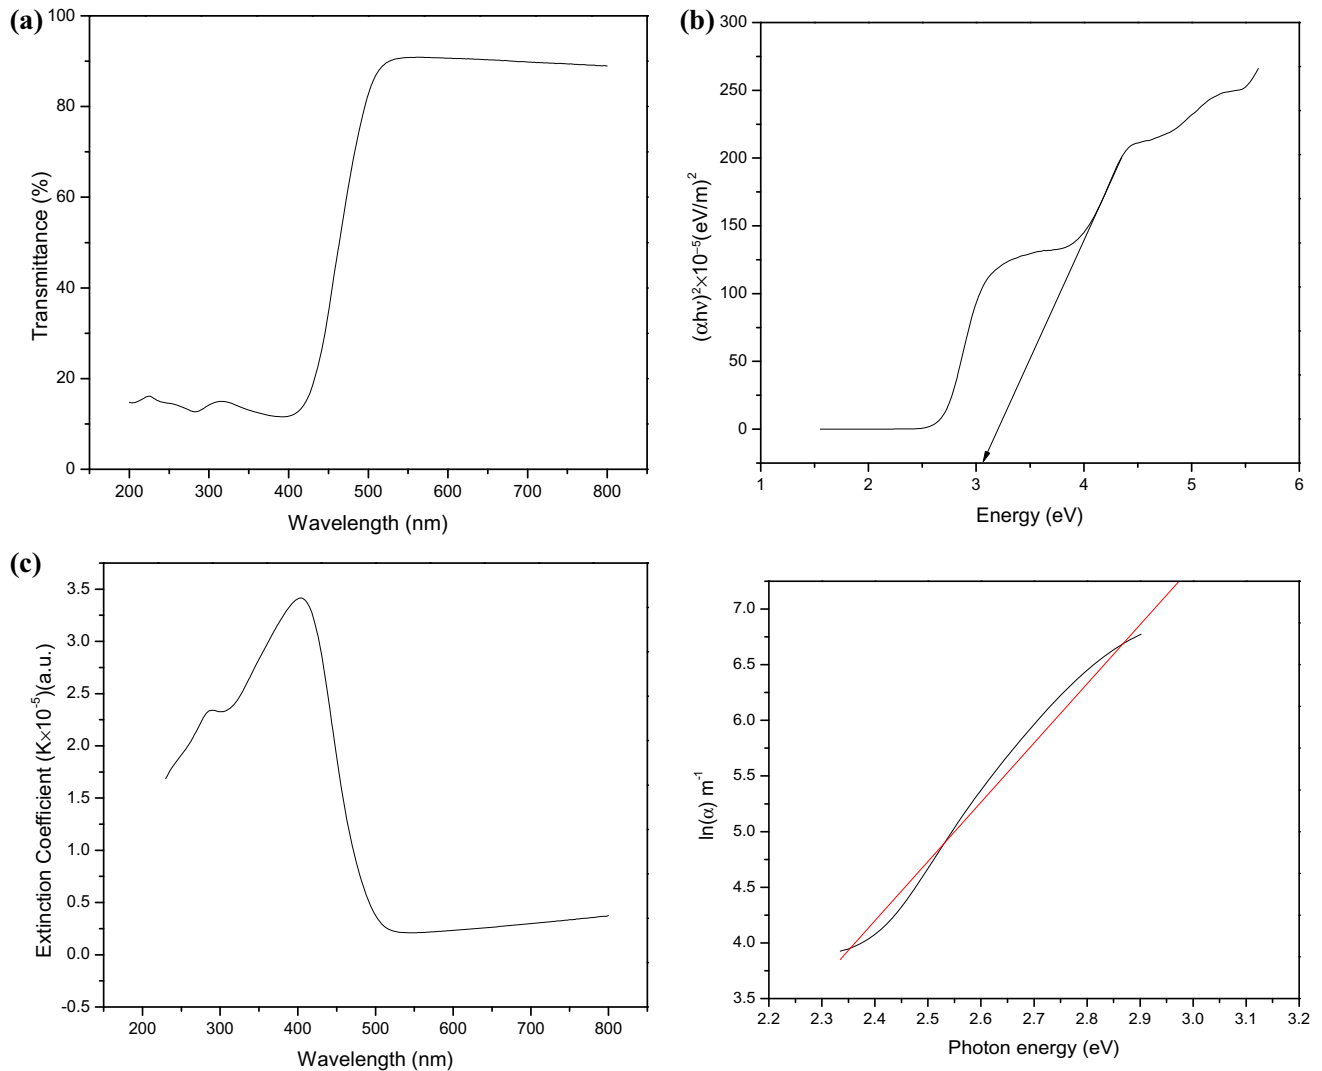 (a)
100
80
60
40
20
0
Transmittance (%)
200 300 400 500 600 700 800
Wavelength (nm)
(b)
300
250
200
150
100
50
0
(αhν)²×10⁻⁵(eV/m)²
1 2 3 4 5 6
Energy (eV)
(c)
3.5
3.0
2.5
2.0
1.5
1.0
0.5
0.0
-0.5
Extinction Coefficient (K×10⁻⁵)(a.u.)
200 300 400 500 600 700 800
Wavelength (nm)
7.0
6.5
6.0
5.5
5.0
4.5
4.0
3.5
ln(α) m⁻¹
2.2 2.3 2.4 2.5 2.6 2.7 2.8 2.9 3.0 3.1 3.2
Photon energy (eV)